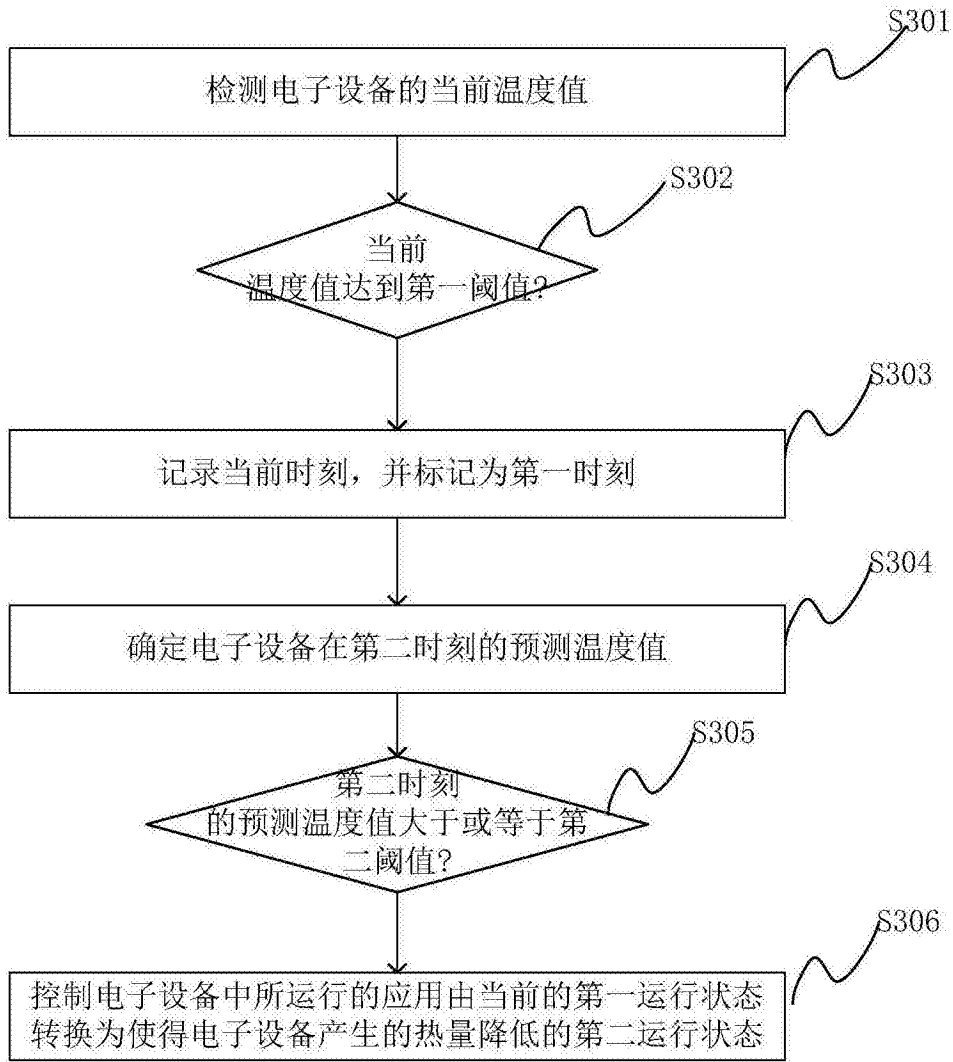 S301
检测电子设备的当前温度值
S302
当前
温度值达到第一阈值?
S303
记录当前时刻，并标记为第一时刻
S304
确定电子设备在第二时刻的预测温度值
S305
第二时刻
的预测温度值大于或等于第
二阈值?
S306
控制电子设备中所运行的应用由当前的第一运行状态
转换为使得电子设备产生的热量降低的第二运行状态